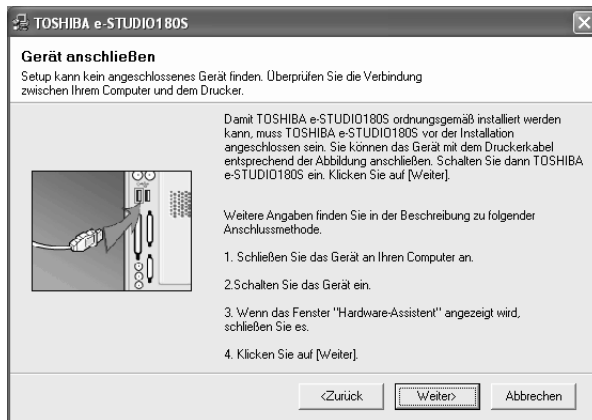 TOSHIBA e-STUDIO180S
Gerät anschließen
Setup kann kein angeschlossenes Gerät finden. Überprüfen Sie die Verbindung
zwischen Ihrem Computer und dem Drucker.
Damit TOSHIBA e-STUDIO180S ordnungsgemäß installiert werden
kann, muss TOSHIBA e-STUDIO180S vor der Installation
angeschlossen sein. Sie können das Gerät mit dem Druckerkabel
entsprechend der Abbildung anschließen. Schalten Sie dann TOSHIBA
e-STUDIO180S ein. Klicken Sie auf [Weiter].
Weitere Angaben finden Sie in der Beschreibung zu folgender
Anschlussmethode.
1. Schließen Sie das Gerät an Ihren Computer an.
2.Schalten Sie das Gerät ein.
3. Wenn das Fenster "Hardware-Assistent" angezeigt wird,
schließen Sie es.
4. Klicken Sie auf [Weiter].
<Zurück
Weiter>
Abbrechen